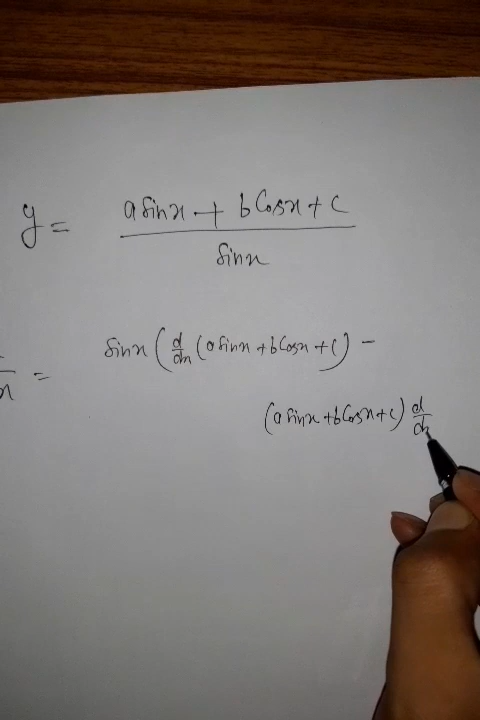 y = (a sinx + b Cosx + c) / sinx
= sinx ( d/dx (a sinx + b Cosx + c) -
(a sinx + b Cosx + c) d/dx